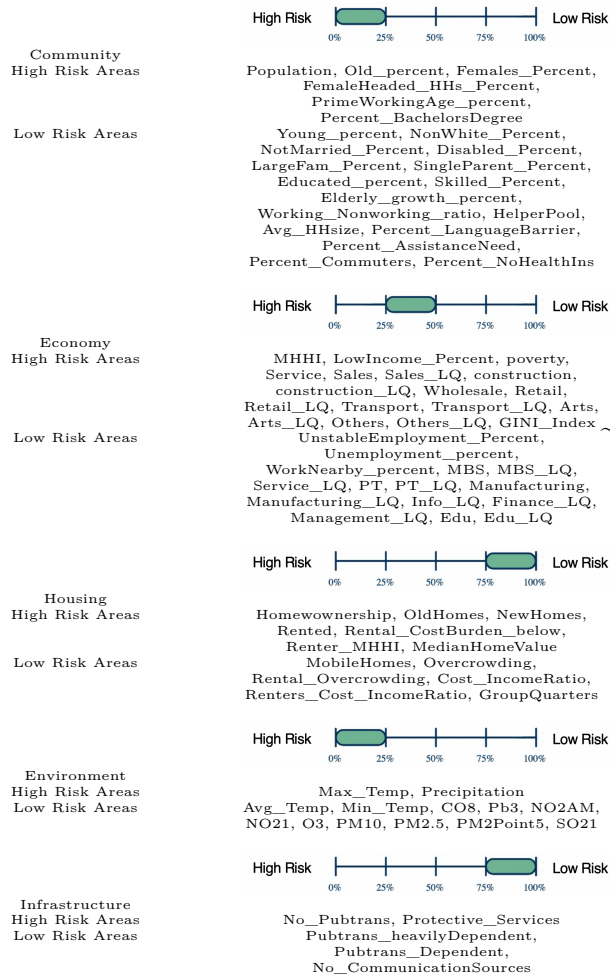 High Risk Low Risk
0% 25% 50% 75% 100%
Community
High Risk Areas Population, Old_percent, Females_Percent,
FemaleHeaded_HHs_Percent,
PrimeWorkingAge_percent,
Percent_BachelorsDegree
Low Risk Areas Young_percent, NonWhite_Percent,
NotMarried_Percent, Disabled_Percent,
LargeFam_Percent, SingleParent_Percent,
Educated_percent, Skilled_Percent,
Elderly_growth_percent,
Working_Nonworking_ratio, HelperPool,
Avg_HHsize, Percent_LanguageBarrier,
Percent_AssistanceNeed,
Percent_Commuters, Percent_NoHealthIns
High Risk Low Risk
0% 25% 50% 75% 100%
Economy
High Risk Areas MHHI, LowIncome_Percent, poverty,
Service, Sales, Sales_LQ, construction,
construction_LQ, Wholesale, Retail,
Retail_LQ, Transport, Transport_LQ, Arts,
Arts_LQ, Others, Others_LQ, GINI_Index
Low Risk Areas UnstableEmployment_Percent,
Unemployment_percent,
WorkNearby_percent, MBS, MBS_LQ,
Service_LQ, PT, PT_LQ, Manufacturing,
Manufacturing_LQ, Info_LQ, Finance_LQ,
Management_LQ, Edu, Edu_LQ
High Risk Low Risk
0% 25% 50% 75% 100%
Housing
High Risk Areas Homewownership, OldHomes, NewHomes,
Rented, Rental_CostBurden_below,
Renter_MHHI, MedianHomeValue
Low Risk Areas MobileHomes, Overcrowding,
Rental_Overcrowding, Cost_IncomeRatio,
Renters_Cost_IncomeRatio, GroupQuarters
High Risk Low Risk
0% 25% 50% 75% 100%
Environment
High Risk Areas Max_Temp, Precipitation
Low Risk Areas Avg_Temp, Min_Temp, CO8, Pb3, NO2AM,
NO21, O3, PM10, PM2.5, PM2Point5, SO21
High Risk Low Risk
0% 25% 50% 75% 100%
Infrastructure
High Risk Areas No_Pubtrans, Protective_Services
Low Risk Areas Pubtrans_heavilyDependent,
Pubtrans_Dependent,
No_CommunicationSources